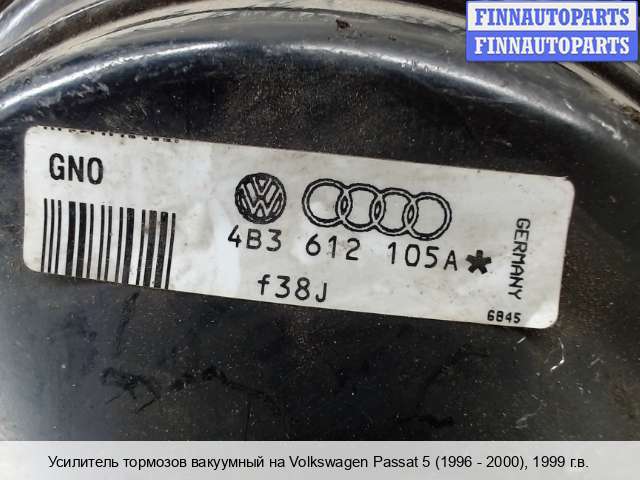 FINNAUTOPARTS
FINNAUTOPARTS
GNO
4B3 612 105A*
f38J
GERMANY
6845
Усилитель тормозов вакуумный на Volkswagen Passat 5 (1996 - 2000), 1999 г.в.